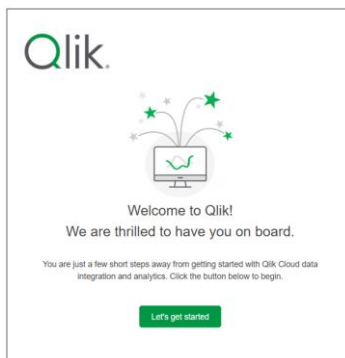 Qlik
Welcome to Qlik!
We are thrilled to have you on board.
You are just a few short steps away from getting started with Qlik Cloud data
integration and analytics. Click the button below to begin.
Let's get started